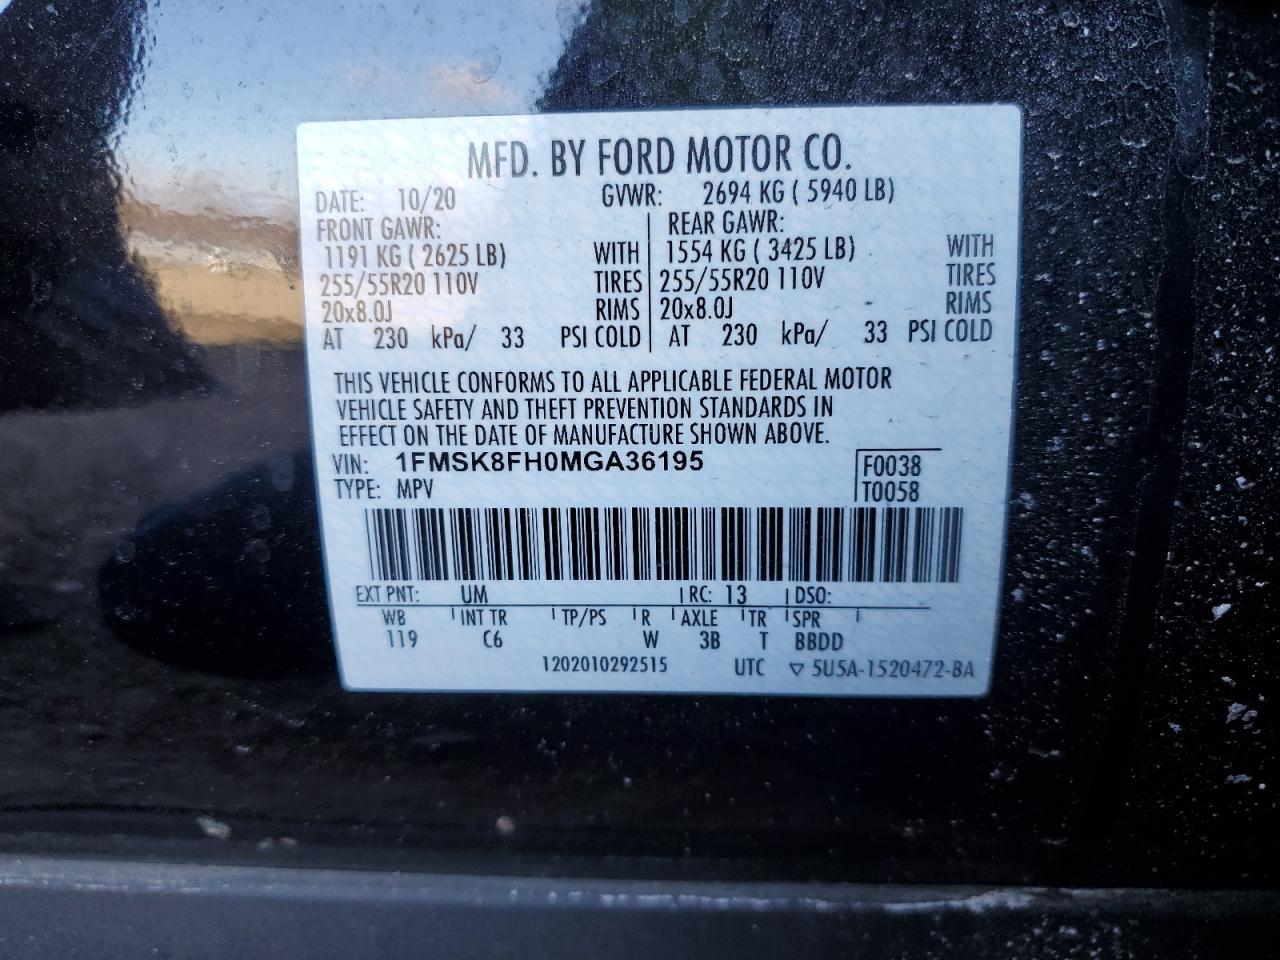 MFD. BY FORD MOTOR CO.
DATE: 10/20 GVWR: 2694 KG ( 5940 LB)
FRONT GAWR: REAR GAWR:
1191 KG ( 2625 LB) WITH 1554 KG ( 3425 LB) WITH
255/55R20 110V TIRES 255/55R20 110V TIRES
20x8.0J RIMS 20x8.0J RIMS
AT 230 kPa/ 33 PSI COLD AT 230 kPa/ 33 PSI COLD
THIS VEHICLE CONFORMS TO ALL APPLICABLE FEDERAL MOTOR
VEHICLE SAFETY AND THEFT PREVENTION STANDARDS IN
EFFECT ON THE DATE OF MANUFACTURE SHOWN ABOVE.
VIN: 1FMSK8FH0MGA36195 F0038
TYPE: MPV T0058
EXT PNT: UM RC: 13 DSO:
WB INT TR TP/PS R AXLE TR SPR
119 C6 W 3B T BBDD
1202010292515 UTC ▽ 5U5A-1520472-BA